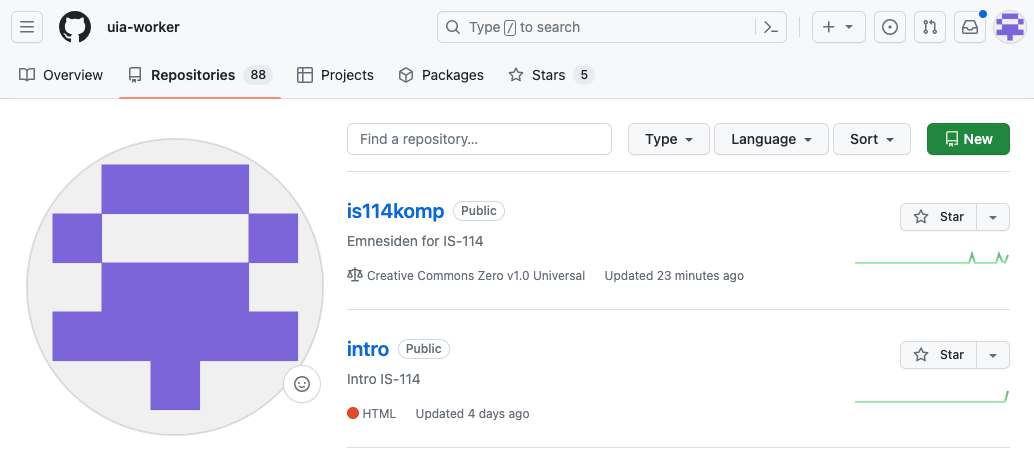 uia-worker
Type / to search
Overview
Repositories 88
Projects
Packages
Stars 5
Find a repository...
Type
Language
Sort
New
is114komp Public
Star
Emnesiden for IS-114
Creative Commons Zero v1.0 Universal Updated 23 minutes ago
intro Public
Star
Intro IS-114
HTML Updated 4 days ago